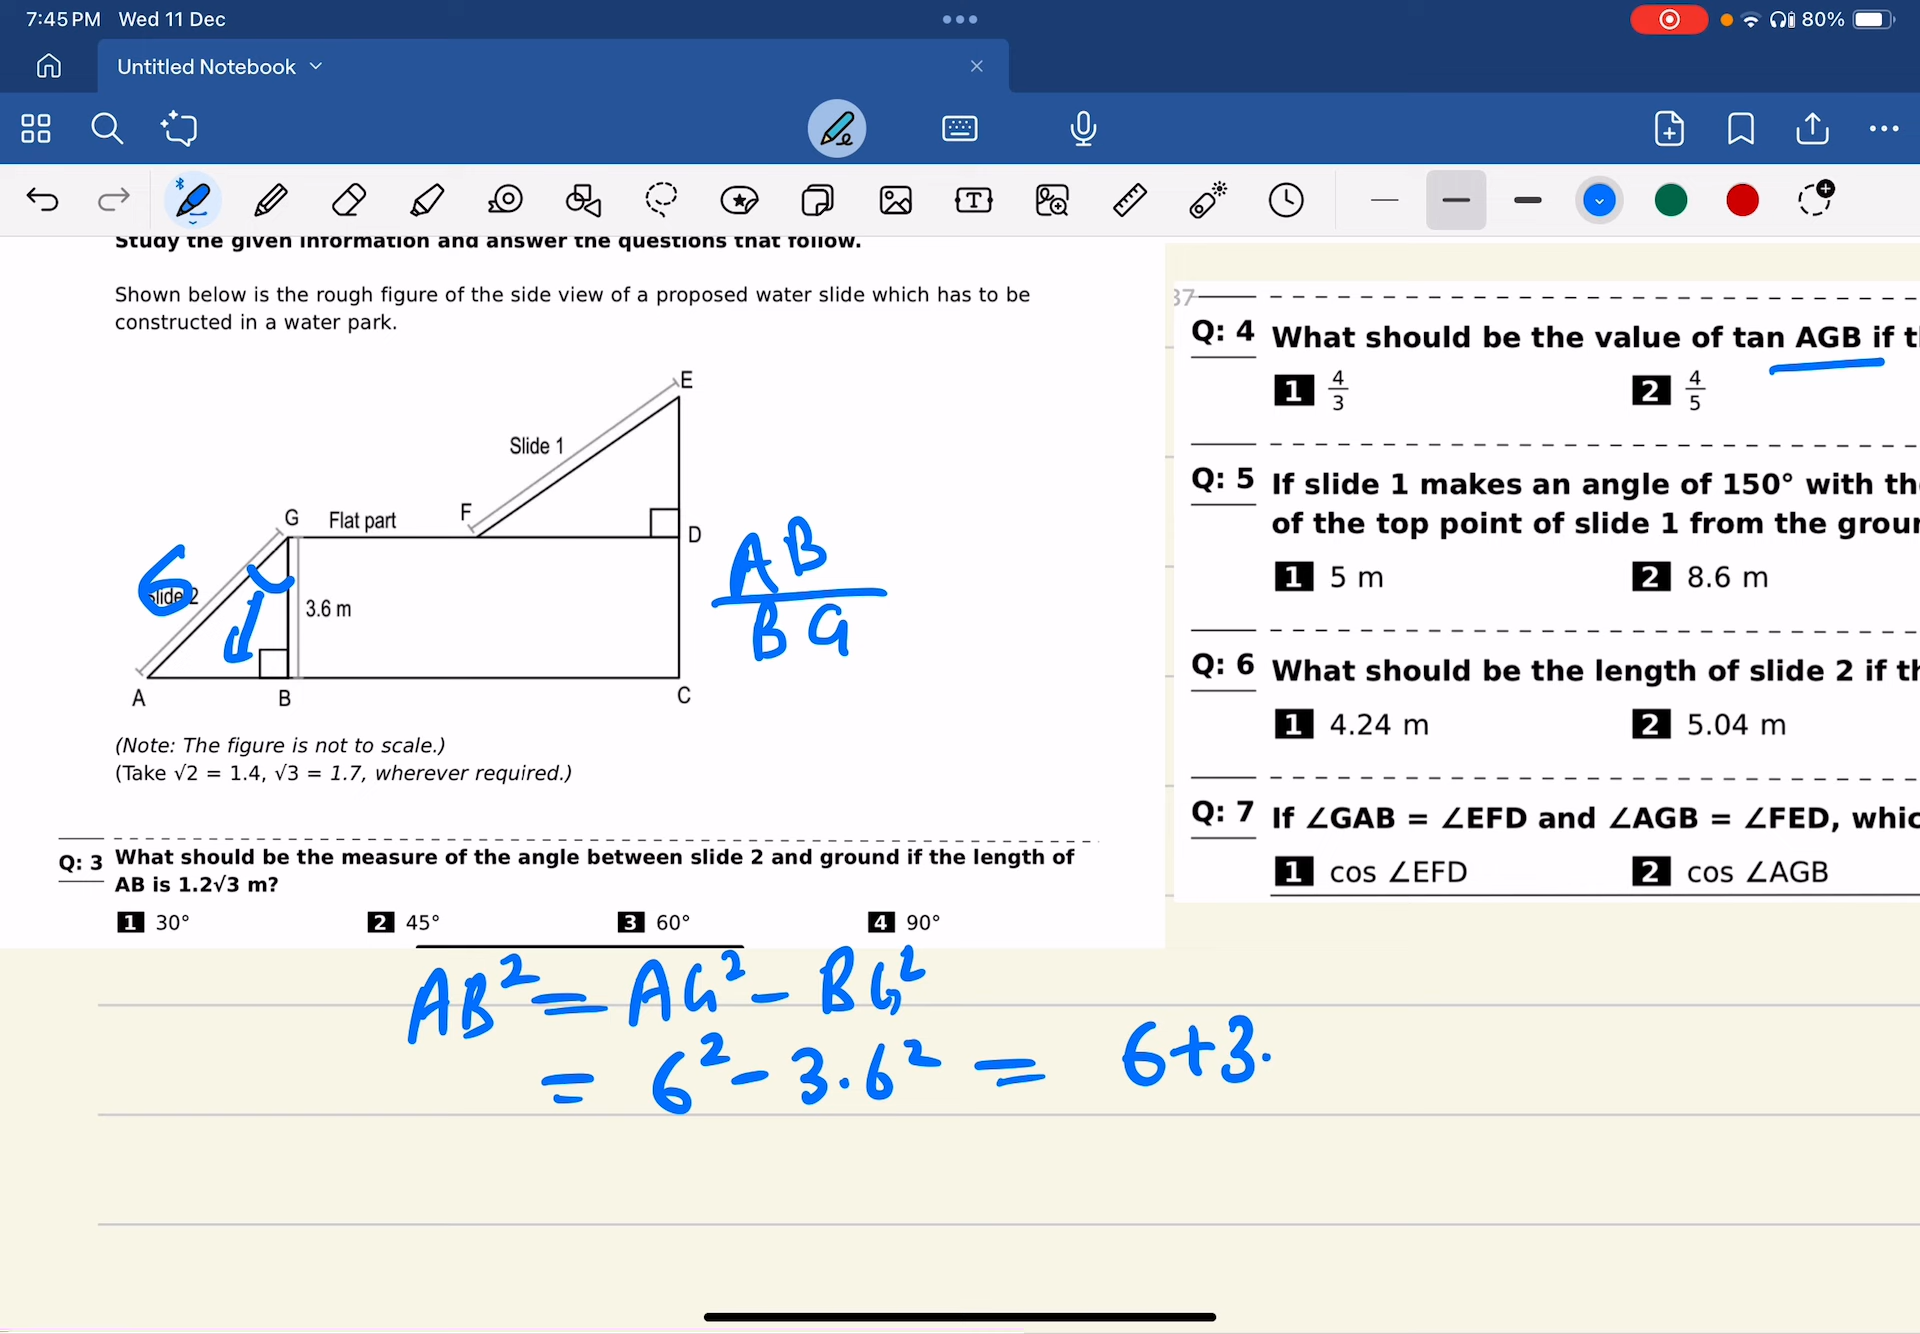 7:45 PM Wed 11 Dec
80%
Untitled Notebook
Study the given information and answer the questions that follow.
Shown below is the rough figure of the side view of a proposed water slide which has to be
constructed in a water park.
E
Slide 1
F
G
Flat part
D
6
3.6 m
A
B
C
AB
BG
(Note: The figure is not to scale.)
(Take √2 = 1.4, √3 = 1.7, wherever required.)
Q: 3 What should be the measure of the angle between slide 2 and ground if the length of
AB is 1.2√3 m?
1 30° 2 45° 3 60° 4 90°
37
Q: 4 What should be the value of tan AGB if
1 4/3 2 4/5
Q: 5 If slide 1 makes an angle of 150° with
of the top point of slide 1 from the
1 5 m 2 8.6 m
Q: 6 What should be the length of slide 2 if
1 4.24 m 2 5.04 m
Q: 7 If ∠GAB = ∠EFD and ∠AGB = ∠FED,
1 cos ∠EFD 2 cos ∠AGB
AB² = AG² - BG²
= 6² - 3.6² = 6+3.